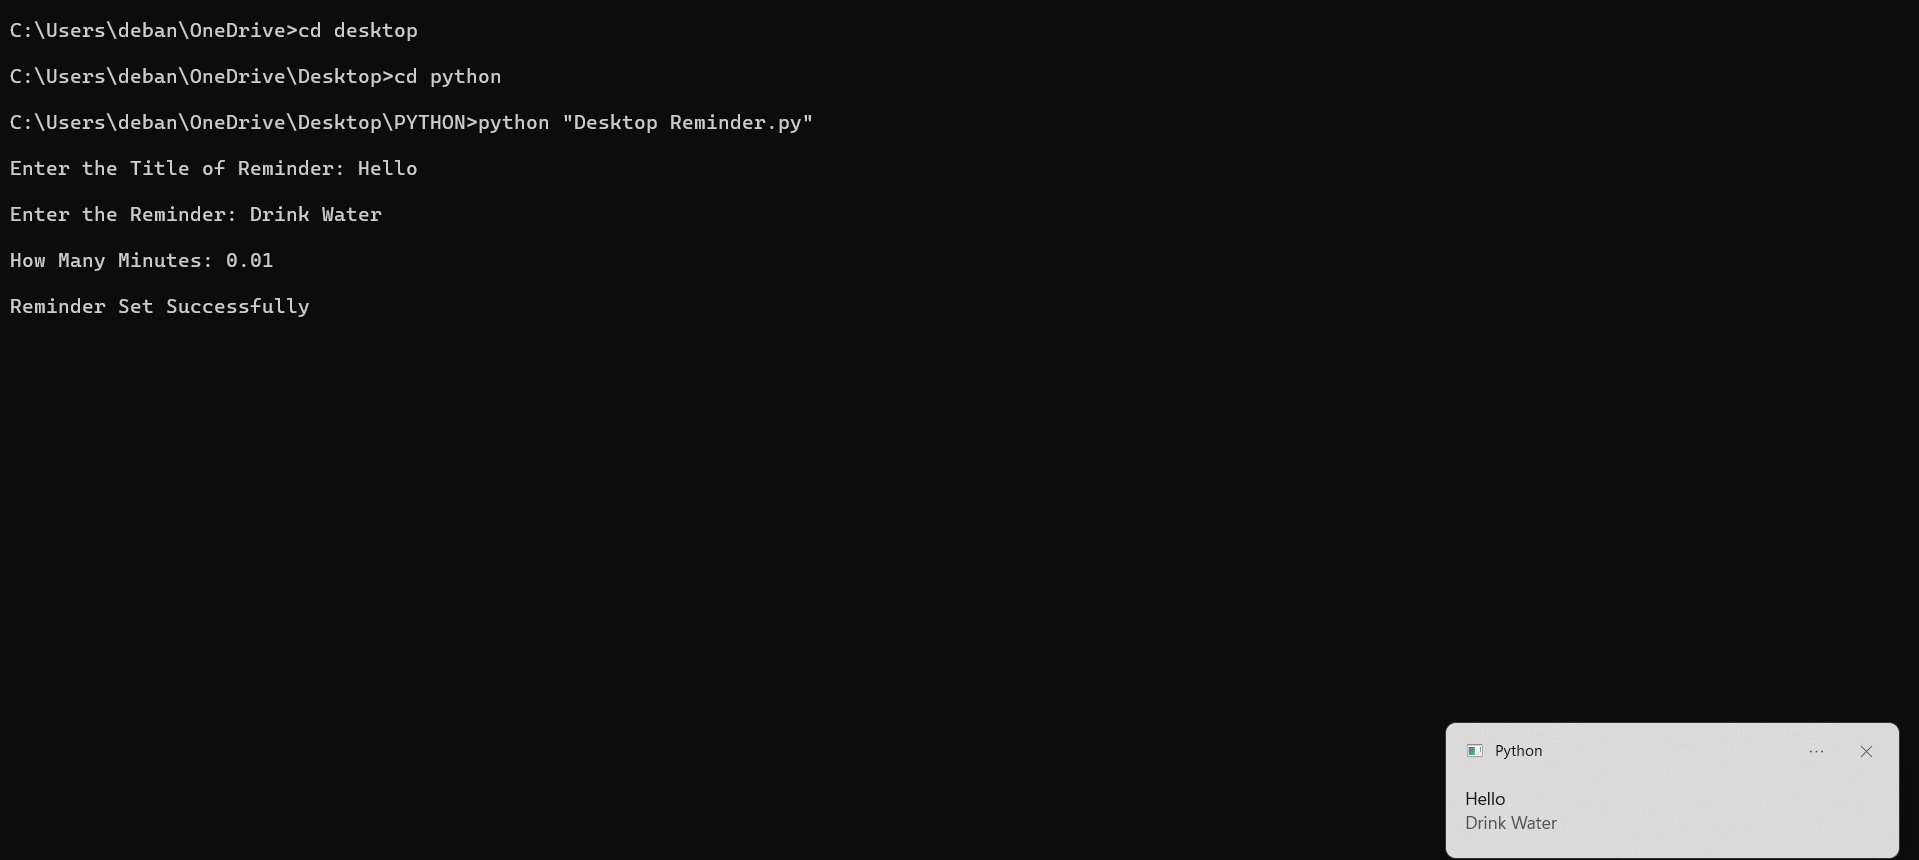 C:\Users\deban\OneDrive>cd desktop
C:\Users\deban\OneDrive\Desktop>cd python
C:\Users\deban\OneDrive\Desktop\PYTHON>python "Desktop Reminder.py"
Enter the Title of Reminder: Hello
Enter the Reminder: Drink Water
How Many Minutes: 0.01
Reminder Set Successfully
Python
Hello
Drink Water